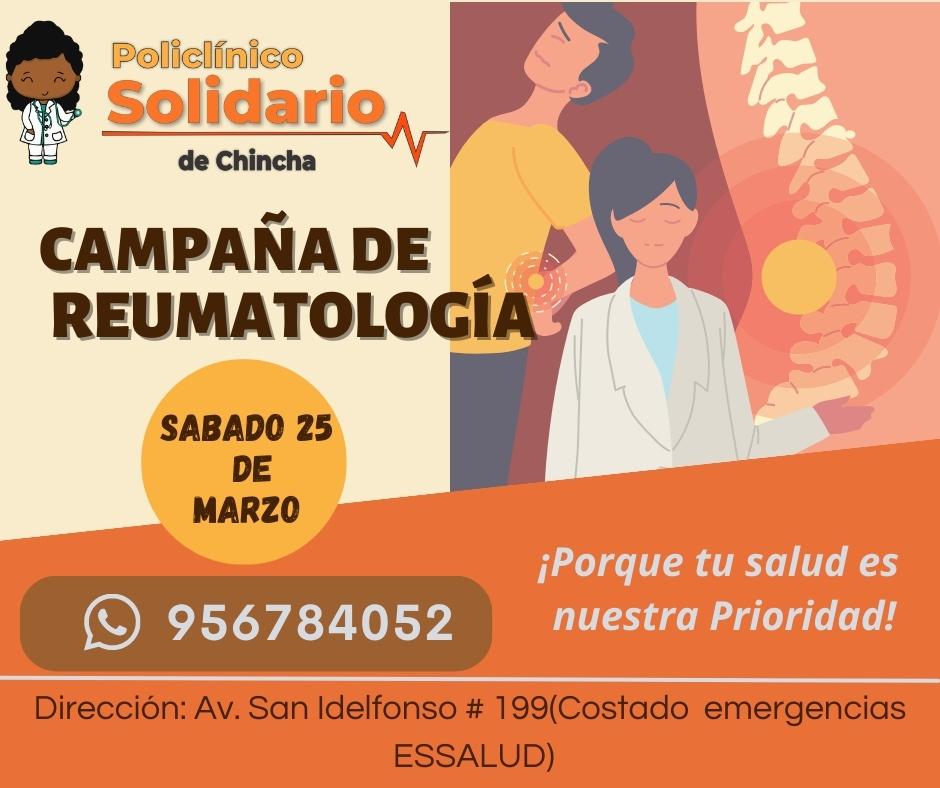 Policlínico
Solidario
de Chincha
CAMPAÑA DE
REUMATOLOGÍA
SABADO 25
DE
MARZO
956784052
¡Porque tu salud es
nuestra Prioridad!
Dirección: Av. San Idelfonso # 199(Costado emergencias
ESSALUD)